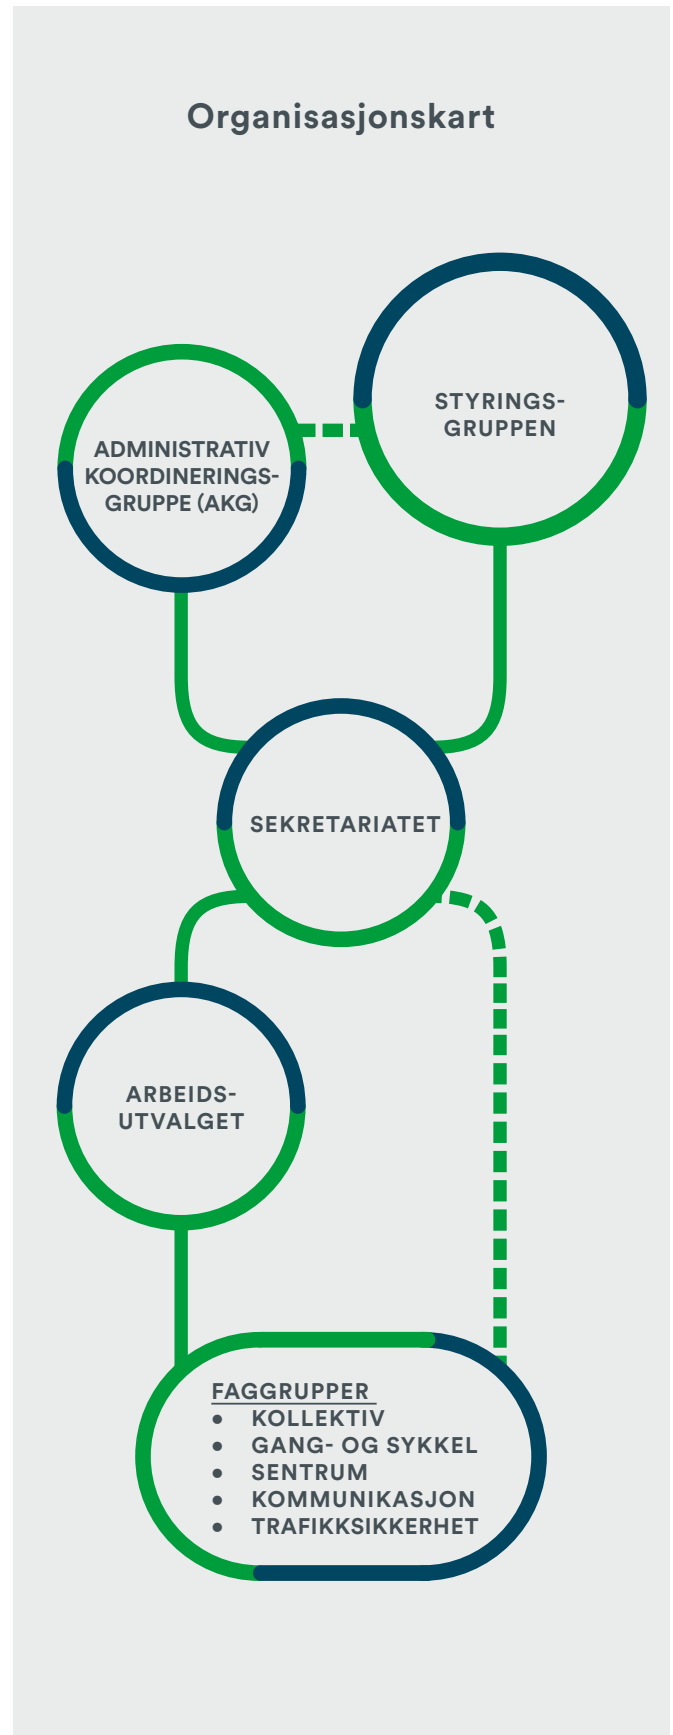 Organisasjonskart
STYRINGS-
GRUPPEN
ADMINISTRATIV
KOORDINERINGS-
GRUPPE (AKG)
SEKRETARIATET
ARBEIDS-
UTVALGET
FAGGRUPPER
• KOLLEKTIV
• GANG- OG SYKKEL
• SENTRUM
• KOMMUNIKASJON
• TRAFIKKSIKKERHET